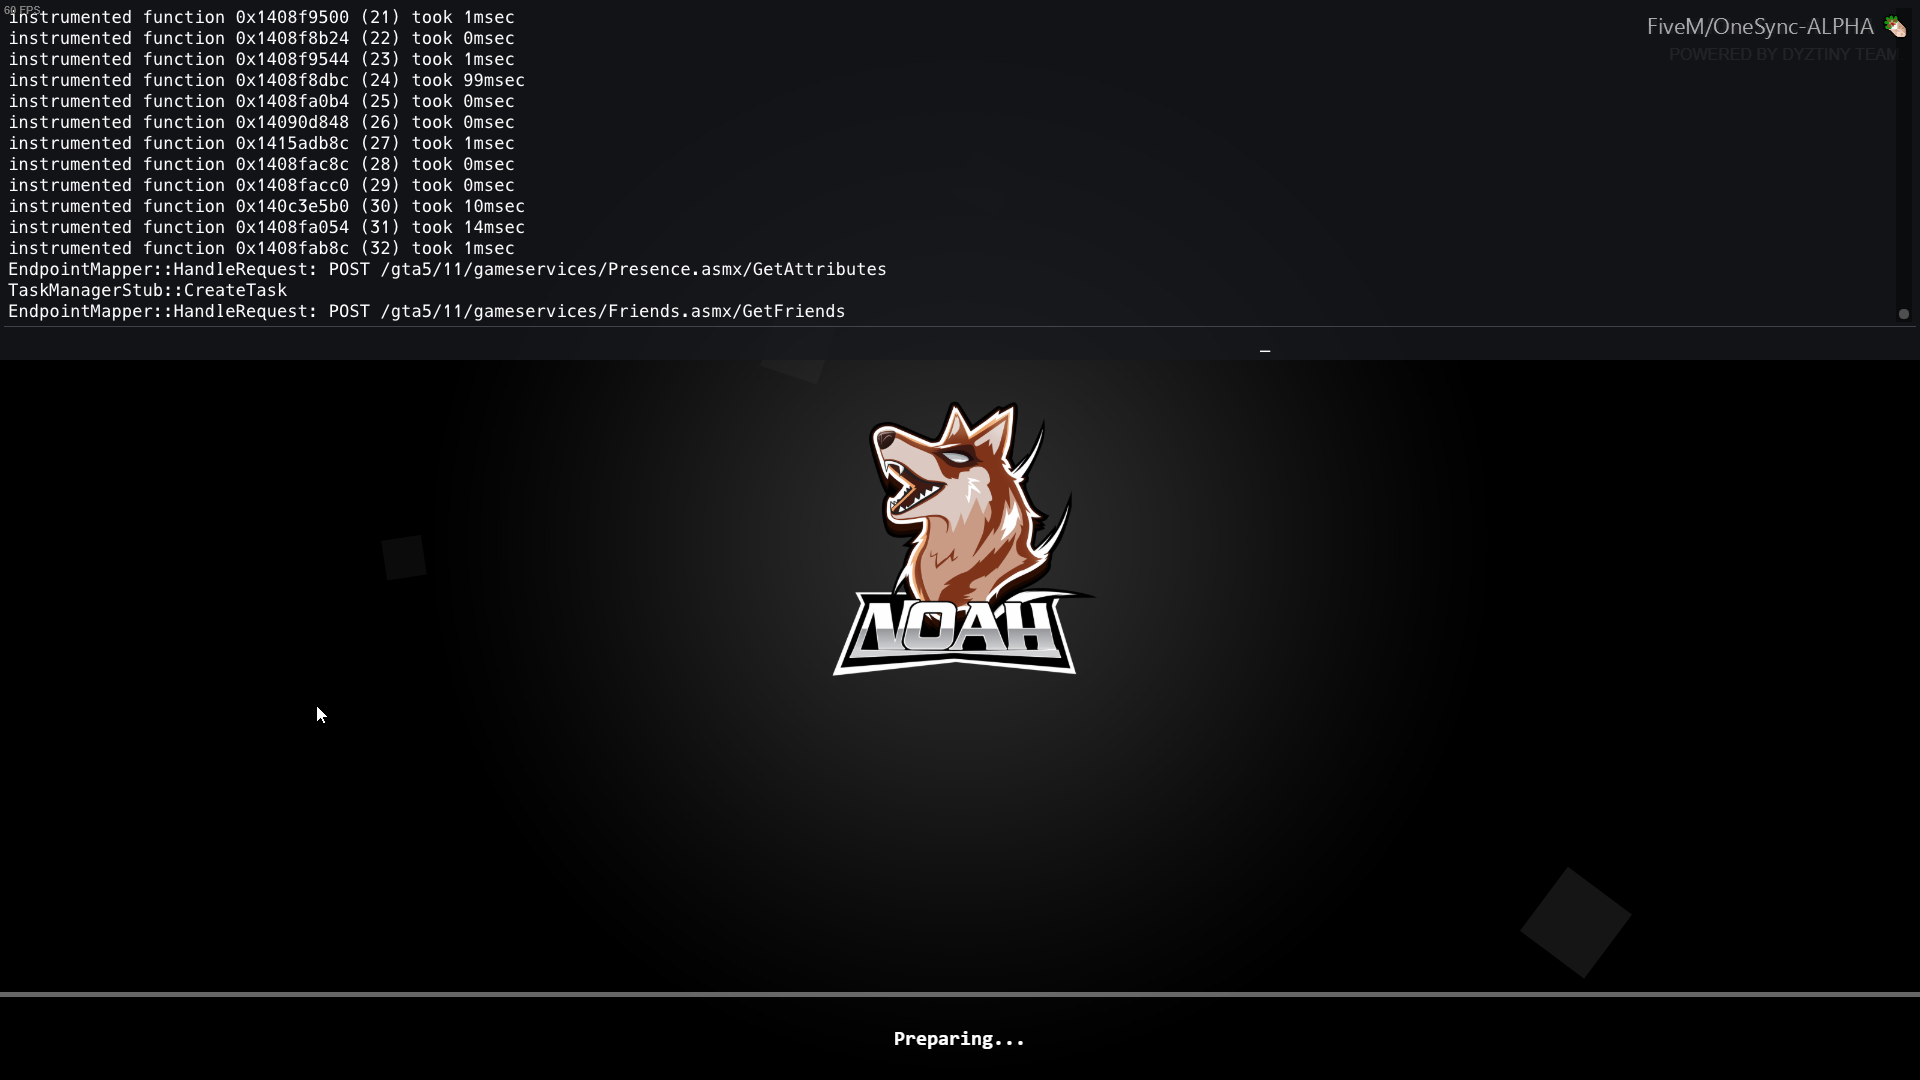 60 FPS
instrumented function 0x1408f9500 (21) took 1msec
instrumented function 0x1408f8b24 (22) took 0msec
instrumented function 0x1408f9544 (23) took 1msec
instrumented function 0x1408f8dbc (24) took 99msec
instrumented function 0x1408fa0b4 (25) took 0msec
instrumented function 0x14090d848 (26) took 0msec
instrumented function 0x1415adb8c (27) took 1msec
instrumented function 0x1408fac8c (28) took 0msec
instrumented function 0x1408facc0 (29) took 0msec
instrumented function 0x140c3e5b0 (30) took 10msec
instrumented function 0x1408fa054 (31) took 14msec
instrumented function 0x1408fab8c (32) took 1msec
EndpointMapper::HandleRequest: POST /gta5/11/gameservices/Presence.asmx/GetAttributes
TaskManagerStub::CreateTask
EndpointMapper::HandleRequest: POST /gta5/11/gameservices/Friends.asmx/GetFriends
FiveM/OneSync-ALPHA
POWERED BY DYZTINY TEAM
_
NOAH
Preparing...